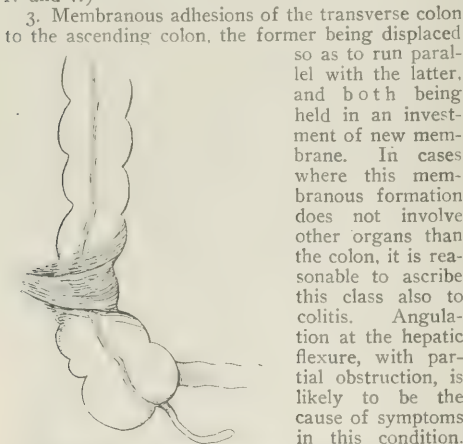 3. Membranous adhesions of the transverse colon
to the ascending colon, the former being displaced
so as to run paral-
lel with the latter,
and both being
held in an invest-
ment of new mem-
brane. In cases
where this mem-
branous formation
does not involve
other organs than
the colon, it is rea-
sonable to ascribe
this class also to
colitis. Angula-
tion at the hepatic
flexure, with par-
tial obstruction, is
likely to be the
cause of symptoms
in this condition.